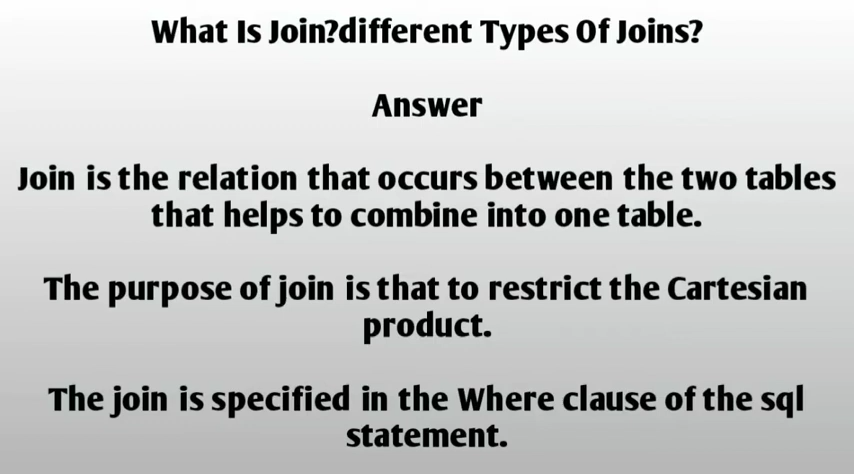 What Is Join?different Types Of Joins?
Answer
Join is the relation that occurs between the two tables
that helps to combine into one table.
The purpose of join is that to restrict the Cartesian
product.
The join is specified in the Where clause of the sql
statement.